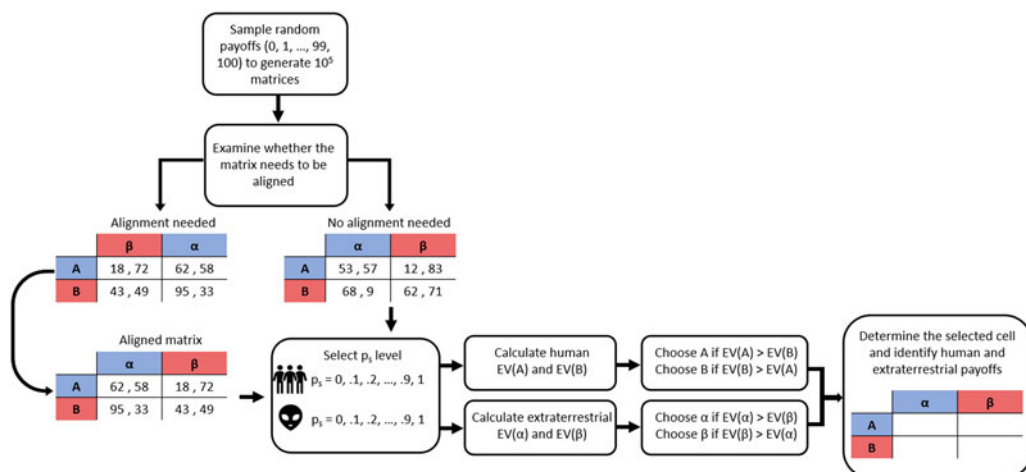 Sample random
payoffs (0, 1, …, 99,
100) to generate 10⁵
matrices
Examine whether the
matrix needs to be
aligned
Alignment needed
β α
A 18 , 72 62 , 58
B 43 , 49 95 , 33
No alignment needed
α β
A 53 , 57 12 , 83
B 68 , 9 62 , 71
Aligned matrix
α β
A 62 , 58 18 , 72
B 95 , 33 43 , 49
Select pₛ level
pₛ = 0, .1, .2, …, .9, 1
pₛ = 0, .1, .2, …, .9, 1
Calculate human
EV(A) and EV(B)
Choose A if EV(A) > EV(B)
Choose B if EV(B) > EV(A)
Calculate extraterrestrial
EV(α) and EV(β)
Choose α if EV(α) > EV(β)
Choose β if EV(β) > EV(α)
Determine the selected cell
and identify human and
extraterrestrial payoffs
α β
A
B